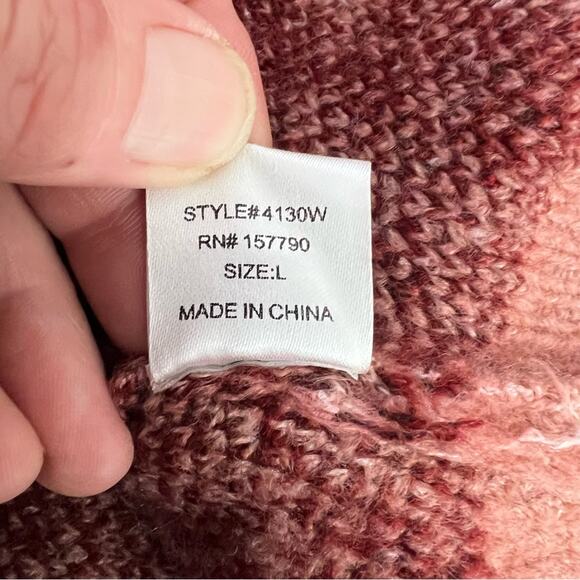 STYLE#4130W
RN# 157790
SIZE:L
MADE IN CHINA